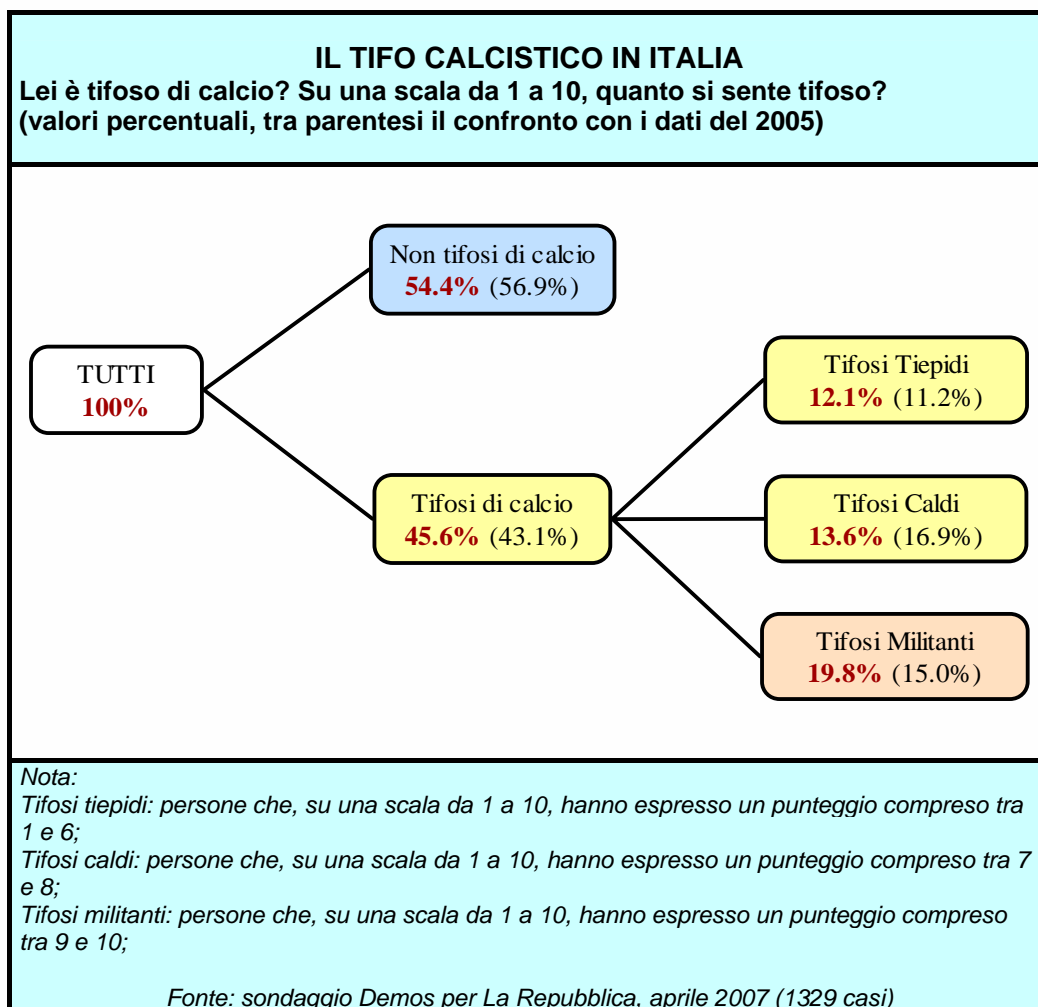 IL TIFO CALCISTICO IN ITALIA
Lei è tifoso di calcio? Su una scala da 1 a 10, quanto si sente tifoso?
(valori percentuali, tra parentesi il confronto con i dati del 2005)
Non tifosi di calcio
54.4% (56.9%)
TUTTI
100%
Tifosi Tiepidi
12.1% (11.2%)
Tifosi di calcio
45.6% (43.1%)
Tifosi Caldi
13.6% (16.9%)
Tifosi Militanti
19.8% (15.0%)
Nota:
Tifosi tiepidi: persone che, su una scala da 1 a 10, hanno espresso un punteggio compreso tra
1 e 6;
Tifosi caldi: persone che, su una scala da 1 a 10, hanno espresso un punteggio compreso tra 7
e 8;
Tifosi militanti: persone che, su una scala da 1 a 10, hanno espresso un punteggio compreso
tra 9 e 10;
Fonte: sondaggio Demos per La Repubblica, aprile 2007 (1329 casi)